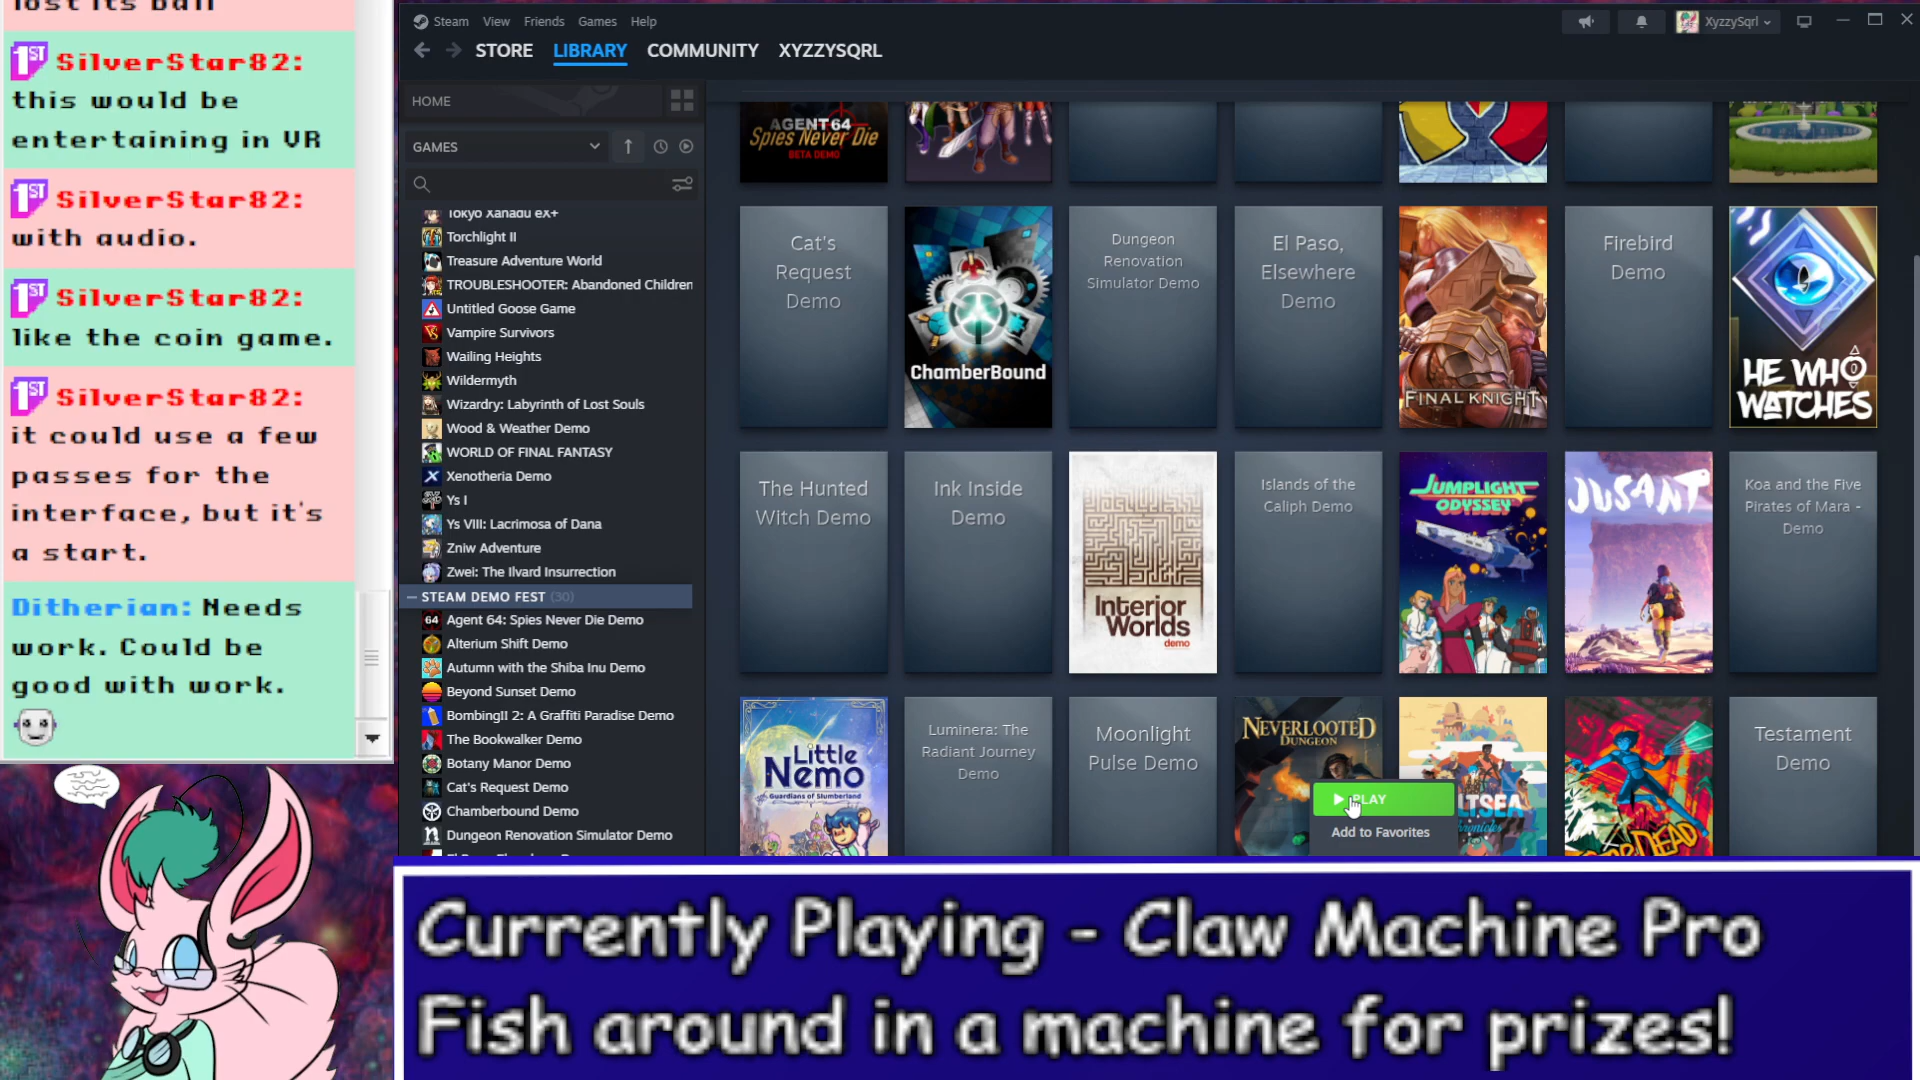 lost its ball
1ST SilverStar82:
this would be
entertaining in VR
1ST SilverStar82:
with audio.
1ST SilverStar82:
like the coin game.
1ST SilverStar82:
it could use a few
passes for the
interface, but it's
a start.
Ditherian: Needs
work. Could be
good with work.
Steam View Friends Games Help
XyzzySqrl
STORE LIBRARY COMMUNITY XYZZYSQRL
HOME
GAMES
Tokyo Xanadu eX+
Torchlight II
Treasure Adventure World
TROUBLESHOOTER: Abandoned Children
Untitled Goose Game
Vampire Survivors
Wailing Heights
Wildermyth
Wizardry: Labyrinth of Lost Souls
Wood & Weather Demo
WORLD OF FINAL FANTASY
Xenotheria Demo
Ys I
Ys VIII: Lacrimosa of Dana
Zniw Adventure
Zwei: The Ilvard Insurrection
STEAM DEMO FEST (30)
64 Agent 64: Spies Never Die Demo
Alterium Shift Demo
Autumn with the Shiba Inu Demo
Beyond Sunset Demo
Bombing!! 2: A Graffiti Paradise Demo
The Bookwalker Demo
Botany Manor Demo
Cat's Request Demo
Chamberbound Demo
Dungeon Renovation Simulator Demo
AGENT 64
Spies Never Die
BETA DEMO
Cat's
Request
Demo
ChamberBound
Dungeon
Renovation
Simulator Demo
El Paso,
Elsewhere
Demo
FINAL KNIGHT
Firebird
Demo
HE WHO
WATCHES
The Hunted
Witch Demo
Ink Inside
Demo
Interior
Worlds
demo
Islands of the
Caliph Demo
JUMPLIGHT
ODYSSEY
JUSANT
Koa and the Five
Pirates of Mara -
Demo
Little
Nemo
Guardians of Slumberland
Luminera: The
Radiant Journey
Demo
Moonlight
Pulse Demo
NEVERLOOTED
DUNGEON
PLAY
Add to Favorites
Testament
Demo
Currently Playing - Claw Machine Pro
Fish around in a machine for prizes!